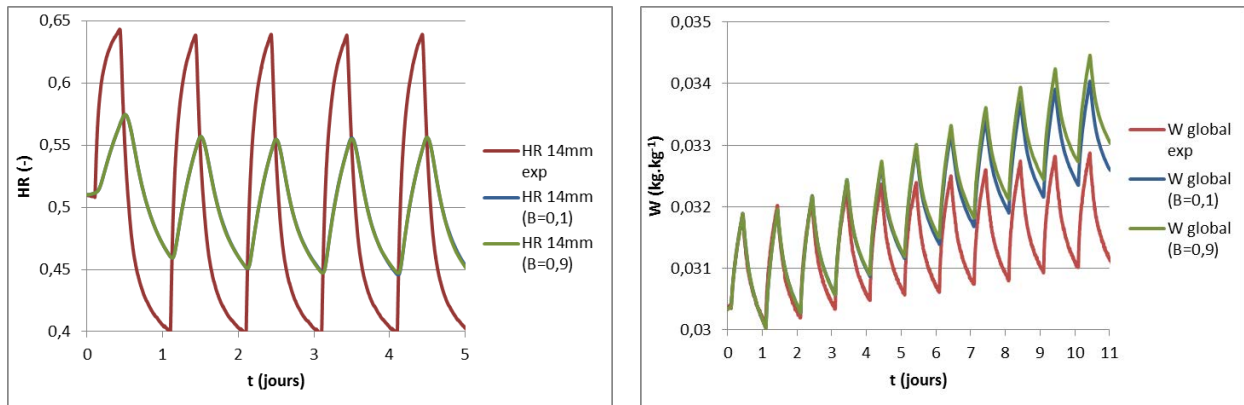 0,65
0,6
0,55
0,5
0,45
0,4
HR (-)
0 1 2 3 4 5
t (jours)
HR 14mm
exp
HR 14mm
(B=0,1)
HR 14mm
(B=0,9)
0,035
0,034
0,033
0,032
0,031
0,03
W (kg.kg⁻¹)
0 1 2 3 4 5 6 7 8 9 10 11
t (jours)
W global
exp
W global
(B=0,1)
W global
(B=0,9)